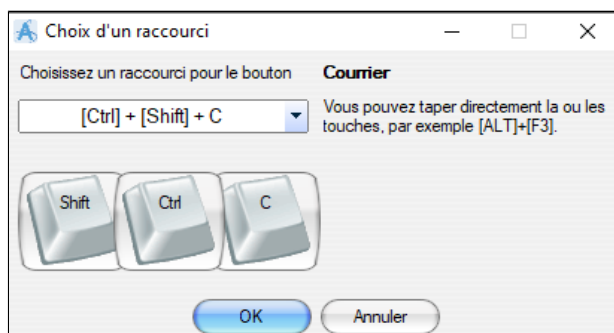 Choix d'un raccourci
Choisissez un raccourci pour le bouton
Courrier
[Ctrl] + [Shift] + C
Vous pouvez taper directement la ou les
touches, par exemple [ALT]+[F3].
Shift
Ctrl
C
OK
Annuler